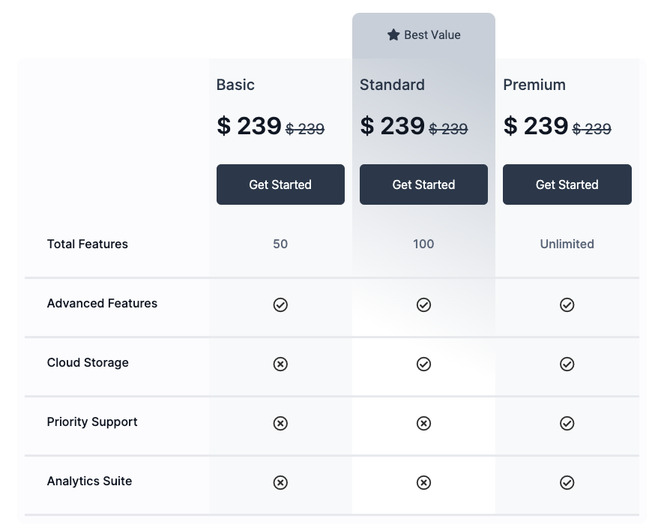 Best Value
Basic Standard Premium
$ 239 $ 239 $ 239 $ 239 $ 239 $ 239
Get Started Get Started Get Started
Total Features 50 100 Unlimited
Advanced Features
Cloud Storage
Priority Support
Analytics Suite